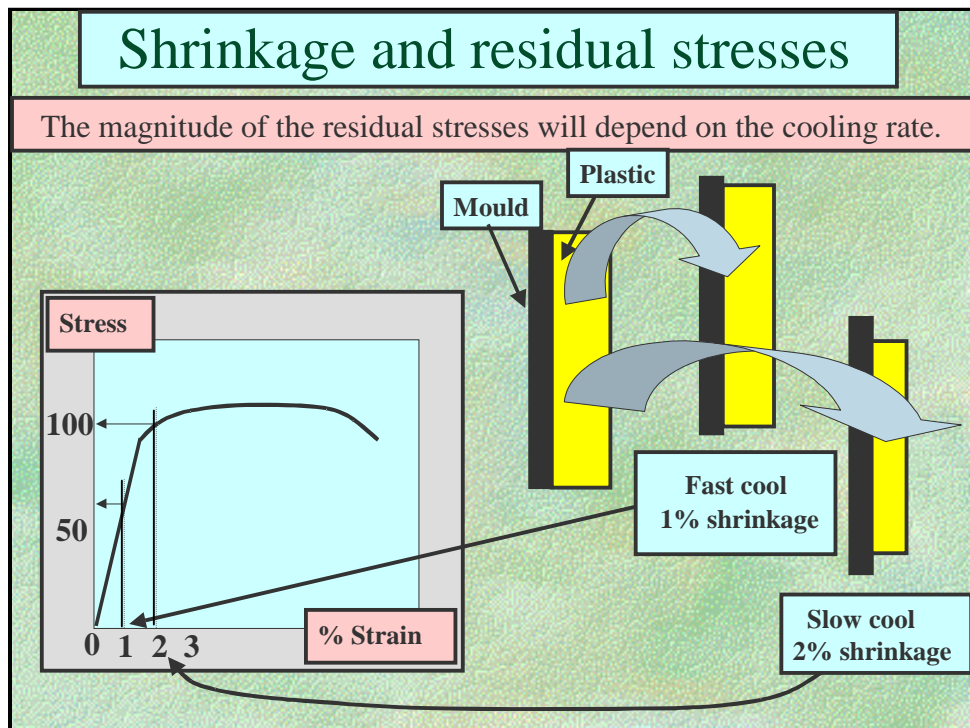 Shrinkage and residual stresses
The magnitude of the residual stresses will depend on the cooling rate.
Plastic
Mould
Stress
100
50
0 1 2 3
% Strain
Fast cool
1% shrinkage
Slow cool
2% shrinkage